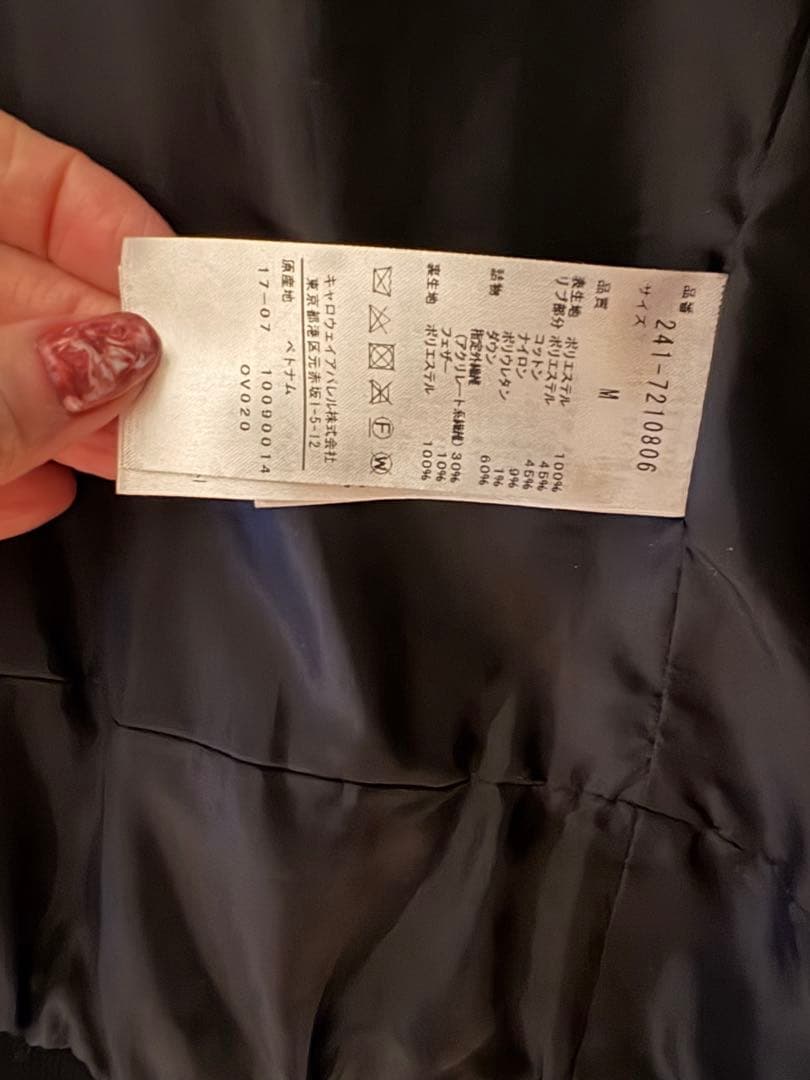 品番 241-7210806
サイズ M
品質
表生地 ポリエステル 100%
リブ部分 ポリエステル 45%
コットン 45%
ナイロン 9%
ポリウレタン 1%
詰物 ダウン 60%
指定外繊維
(アクリレート系繊維) 30%
フェザー 10%
裏生地 ポリエステル 100%
F W
キャロウェイアパレル株式会社
東京都港区元赤坂1-5-12
原産地 ベトナム
17-07 10090014
OV020